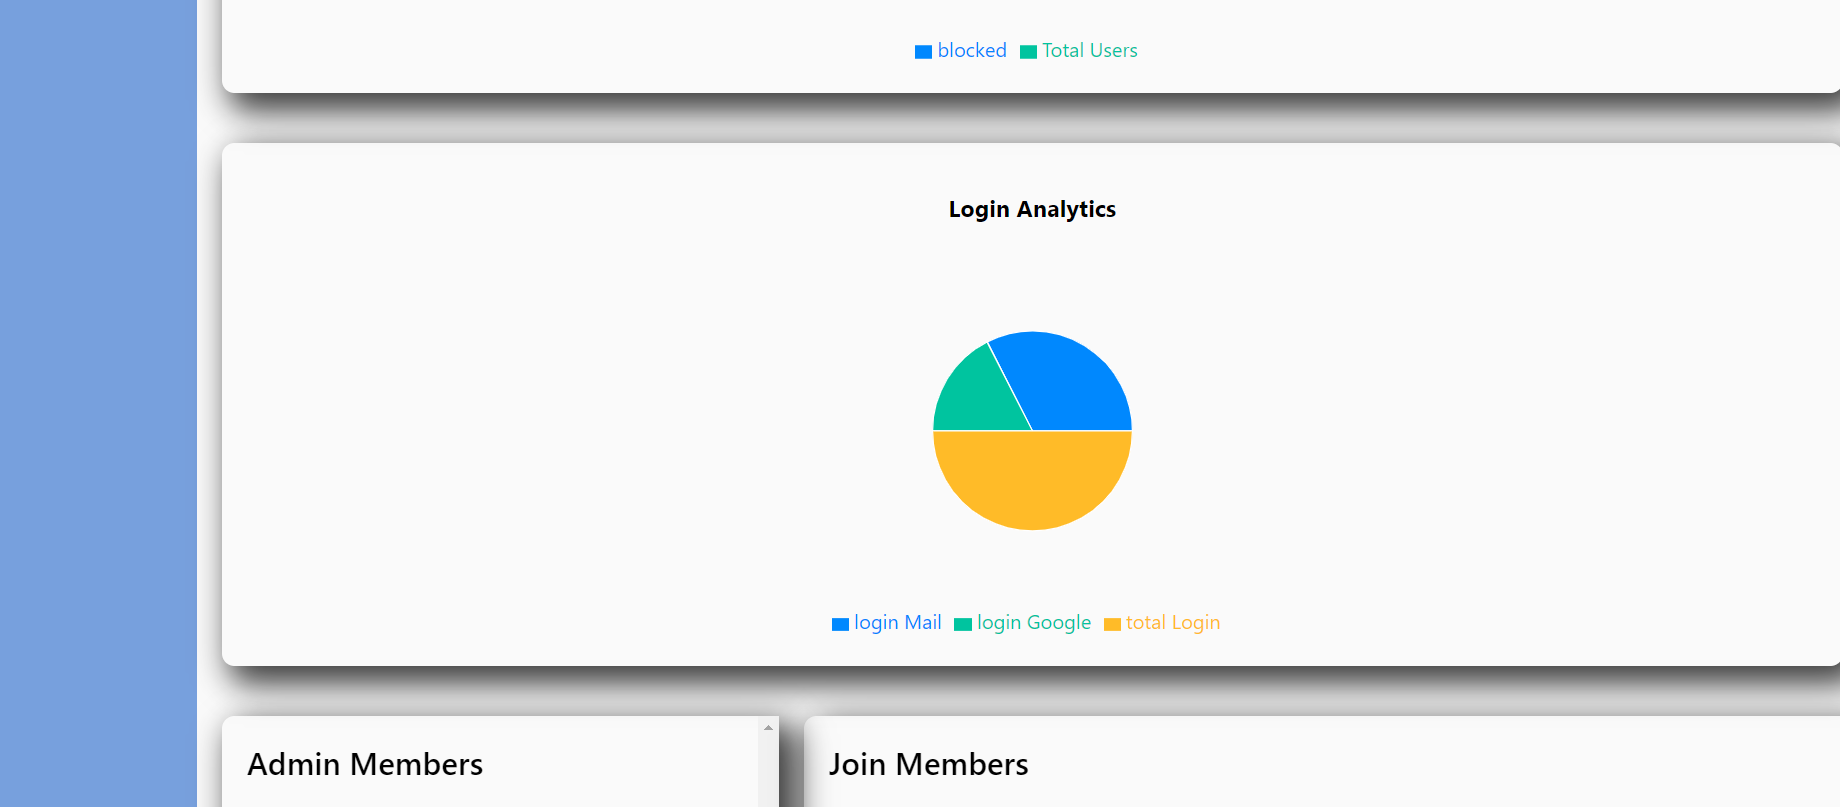 blocked Total Users
Login Analytics
login Mail login Google total Login
Admin Members
Join Members